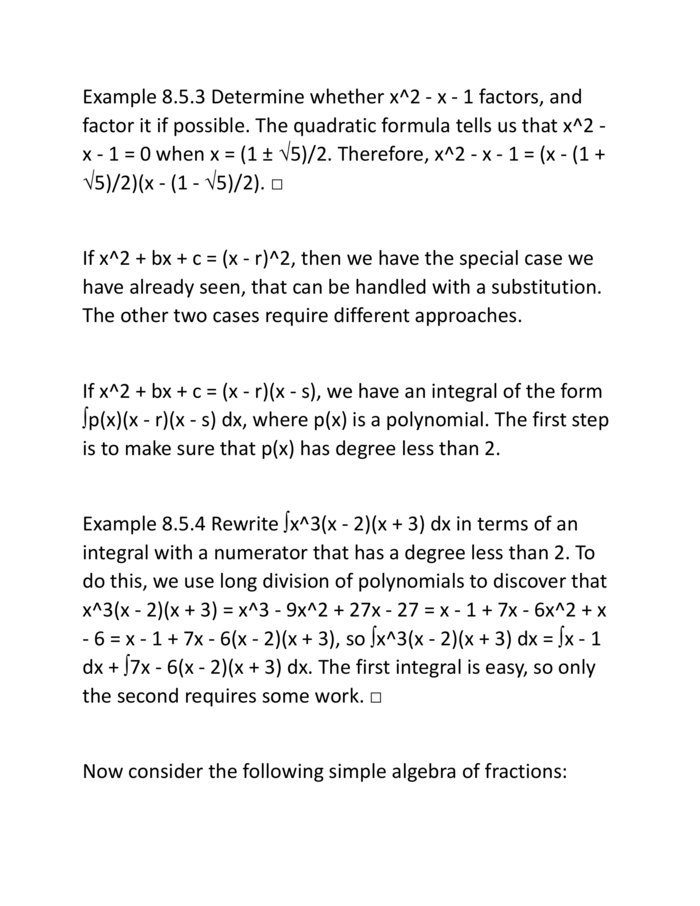 Example 8.5.3 Determine whether x^2 - x - 1 factors, and
factor it if possible. The quadratic formula tells us that x^2 -
x - 1 = 0 when x = (1 ± √5)/2. Therefore, x^2 - x - 1 = (x - (1 +
√5)/2)(x - (1 - √5)/2). □
If x^2 + bx + c = (x - r)^2, then we have the special case we
have already seen, that can be handled with a substitution.
The other two cases require different approaches.
If x^2 + bx + c = (x - r)(x - s), we have an integral of the form
∫p(x)(x - r)(x - s) dx, where p(x) is a polynomial. The first step
is to make sure that p(x) has degree less than 2.
Example 8.5.4 Rewrite ∫x^3(x - 2)(x + 3) dx in terms of an
integral with a numerator that has a degree less than 2. To
do this, we use long division of polynomials to discover that
x^3(x - 2)(x + 3) = x^3 - 9x^2 + 27x - 27 = x - 1 + 7x - 6x^2 + x
- 6 = x - 1 + 7x - 6(x - 2)(x + 3), so ∫x^3(x - 2)(x + 3) dx = ∫x - 1
dx + ∫7x - 6(x - 2)(x + 3) dx. The first integral is easy, so only
the second requires some work. □
Now consider the following simple algebra of fractions: